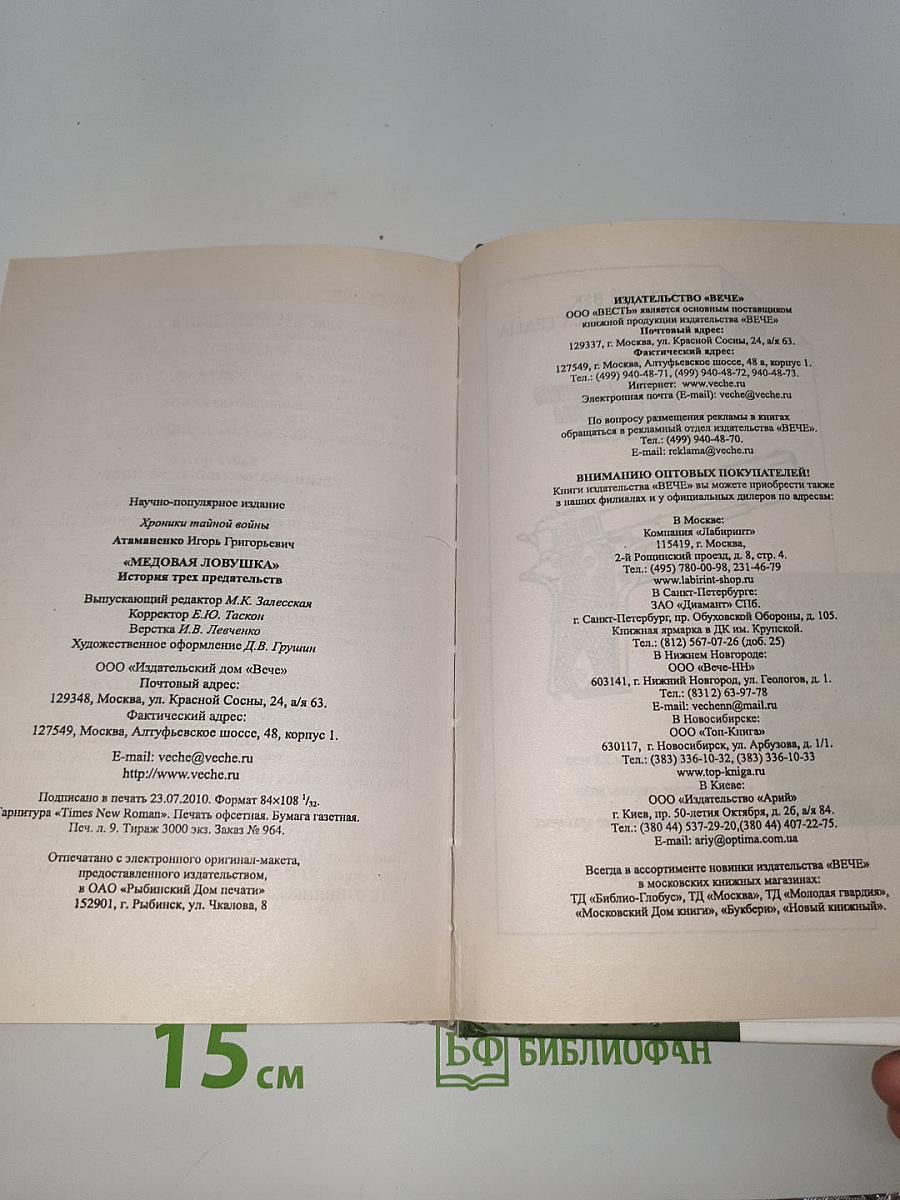 Научно-популярное издание
Хроники тайной войны
Атаманенко Игорь Григорьевич
«МЕДОВАЯ ЛОВУШКА»
История трех предательств
Выпускающий редактор М.К. Залесская
Корректор Е.Ю. Таскон
Верстка И.В. Левченко
Художественное оформление Д.В. Грушин
ООО «Издательский дом «Вече»
Почтовый адрес:
129348, Москва, ул. Красной Сосны, 24, а/я 63.
Фактический адрес:
127549, Москва, Алтуфьевское шоссе, 48, корпус 1.
E-mail: veche@veche.ru
http://www.veche.ru
Подписано в печать 23.07.2010. Формат 84×108 1/32.
Гарнитура «Times New Roman». Печать офсетная. Бумага газетная.
Печ. л. 9. Тираж 3000 экз. Заказ № 964.
Отпечатано с электронного оригинал-макета,
предоставленного издательством,
в ОАО «Рыбинский Дом печати»
152901, г. Рыбинск, ул. Чкалова, 8
ИЗДАТЕЛЬСТВО «ВЕЧЕ»
ООО «ВЕСТЬ» является основным поставщиком
книжной продукции издательства «ВЕЧЕ»
Почтовый адрес:
129337, г. Москва, ул. Красной Сосны, 24, а/я 63.
Фактический адрес:
127549, г. Москва, Алтуфьевское шоссе, 48 а, корпус 1.
Тел.: (499) 940-48-71, (499) 940-48-72, 940-48-73.
Интернет: www.veche.ru
Электронная почта (E-mail): veche@veche.ru
По вопросу размещения рекламы в книгах
обращаться в рекламный отдел издательства «ВЕЧЕ».
Тел.: (499) 940-48-70.
E-mail: reklama@veche.ru
ВНИМАНИЮ ОПТОВЫХ ПОКУПАТЕЛЕЙ!
Книги издательства «ВЕЧЕ» вы можете приобрести также
в наших филиалах и у официальных дилеров по адресам:
В Москве:
Компания «Лабиринт»
115419, г. Москва,
2-й Рощинский проезд, д. 8, стр. 4.
Тел.: (495) 780-00-98, 231-46-79
www.labirint-shop.ru
В Санкт-Петербурге:
ЗАО «Диамант» СПб.
г. Санкт-Петербург, пр. Обуховской Обороны, д. 105.
Книжная ярмарка в ДК им. Крупской.
Тел.: (812) 567-07-26 (доб. 25)
В Нижнем Новгороде:
ООО «Вече-НН»
603141, г. Нижний Новгород, ул. Геологов, д. 1.
Тел.: (8312) 63-97-78
E-mail: vechenn@mail.ru
В Новосибирске:
ООО «Топ-Книга»
630117, г. Новосибирск, ул. Арбузова, д. 1/1.
Тел.: (383) 336-10-32, (383) 336-10-33
www.top-kniga.ru
В Киеве:
ООО «Издательство «Арий»
г. Киев, пр. 50-летия Октября, д. 26, а/я 84.
Тел.: (380 44) 537-29-20,(380 44) 407-22-75.
E-mail: ariy@optima.com.ua
Всегда в ассортименте новинки издательства «ВЕЧЕ»
в московских книжных магазинах:
ТД «Библио-Глобус», ТД «Москва», ТД «Молодая гвардия»,
«Московский Дом книги», «Букбери», «Новый книжный».
15 см
БФ БИБЛИОФАН